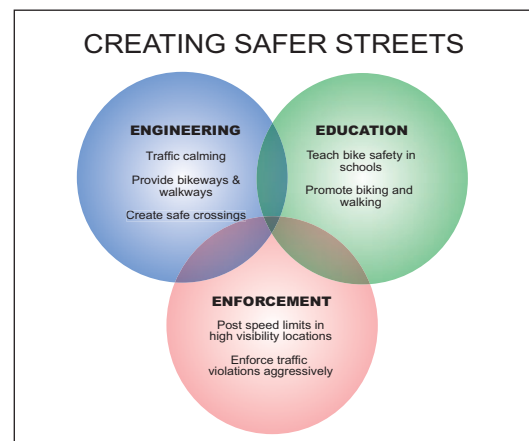 CREATING SAFER STREETS
ENGINEERING
Traffic calming
Provide bikeways &
walkways
Create safe crossings
EDUCATION
Teach bike safety in
schools
Promote biking and
walking
ENFORCEMENT
Post speed limits in
high visibility locations
Enforce traffic
violations aggressively